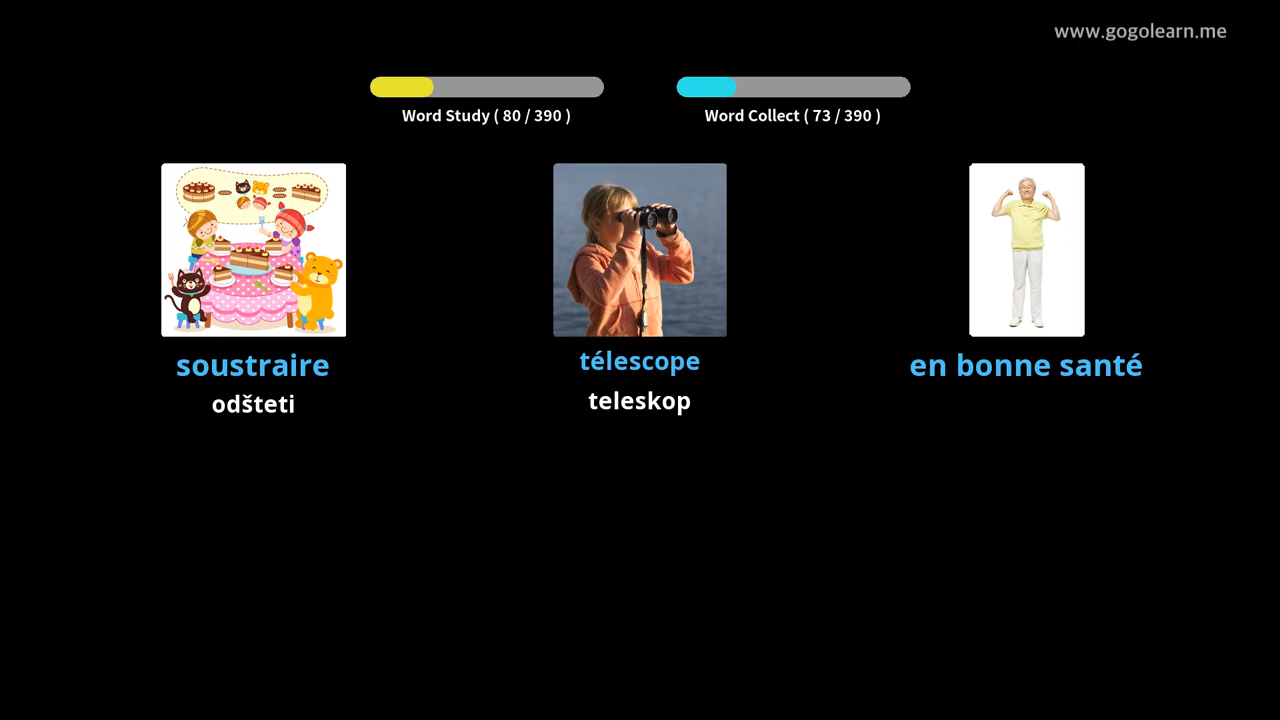 www.gogolearn.me
Word Study ( 80 / 390 )
Word Collect ( 73 / 390 )
soustraire
odšteti
télescope
teleskop
en bonne santé